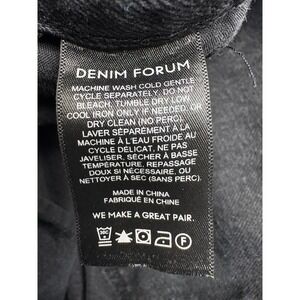 DENIM FORUM
MACHINE WASH COLD GENTLE
CYCLE SEPARATELY. DO NOT
BLEACH. TUMBLE DRY LOW.
COOL IRON ONLY IF NEEDED, OR
DRY CLEAN (NO PERC).
LAVER SÉPARÉMENT À LA
MACHINE À L'EAU FROIDE AU
CYCLE DÉLICAT. NE PAS
JAVELISER. SÉCHER À BASSE
TEMPÉRATURE. REPASSAGE
DOUX SI NÉCESSAIRE, OU
NETTOYER À SEC (SANS PERC).
MADE IN CHINA
FABRIQUÉ EN CHINE
WE MAKE A GREAT PAIR.
30C
F